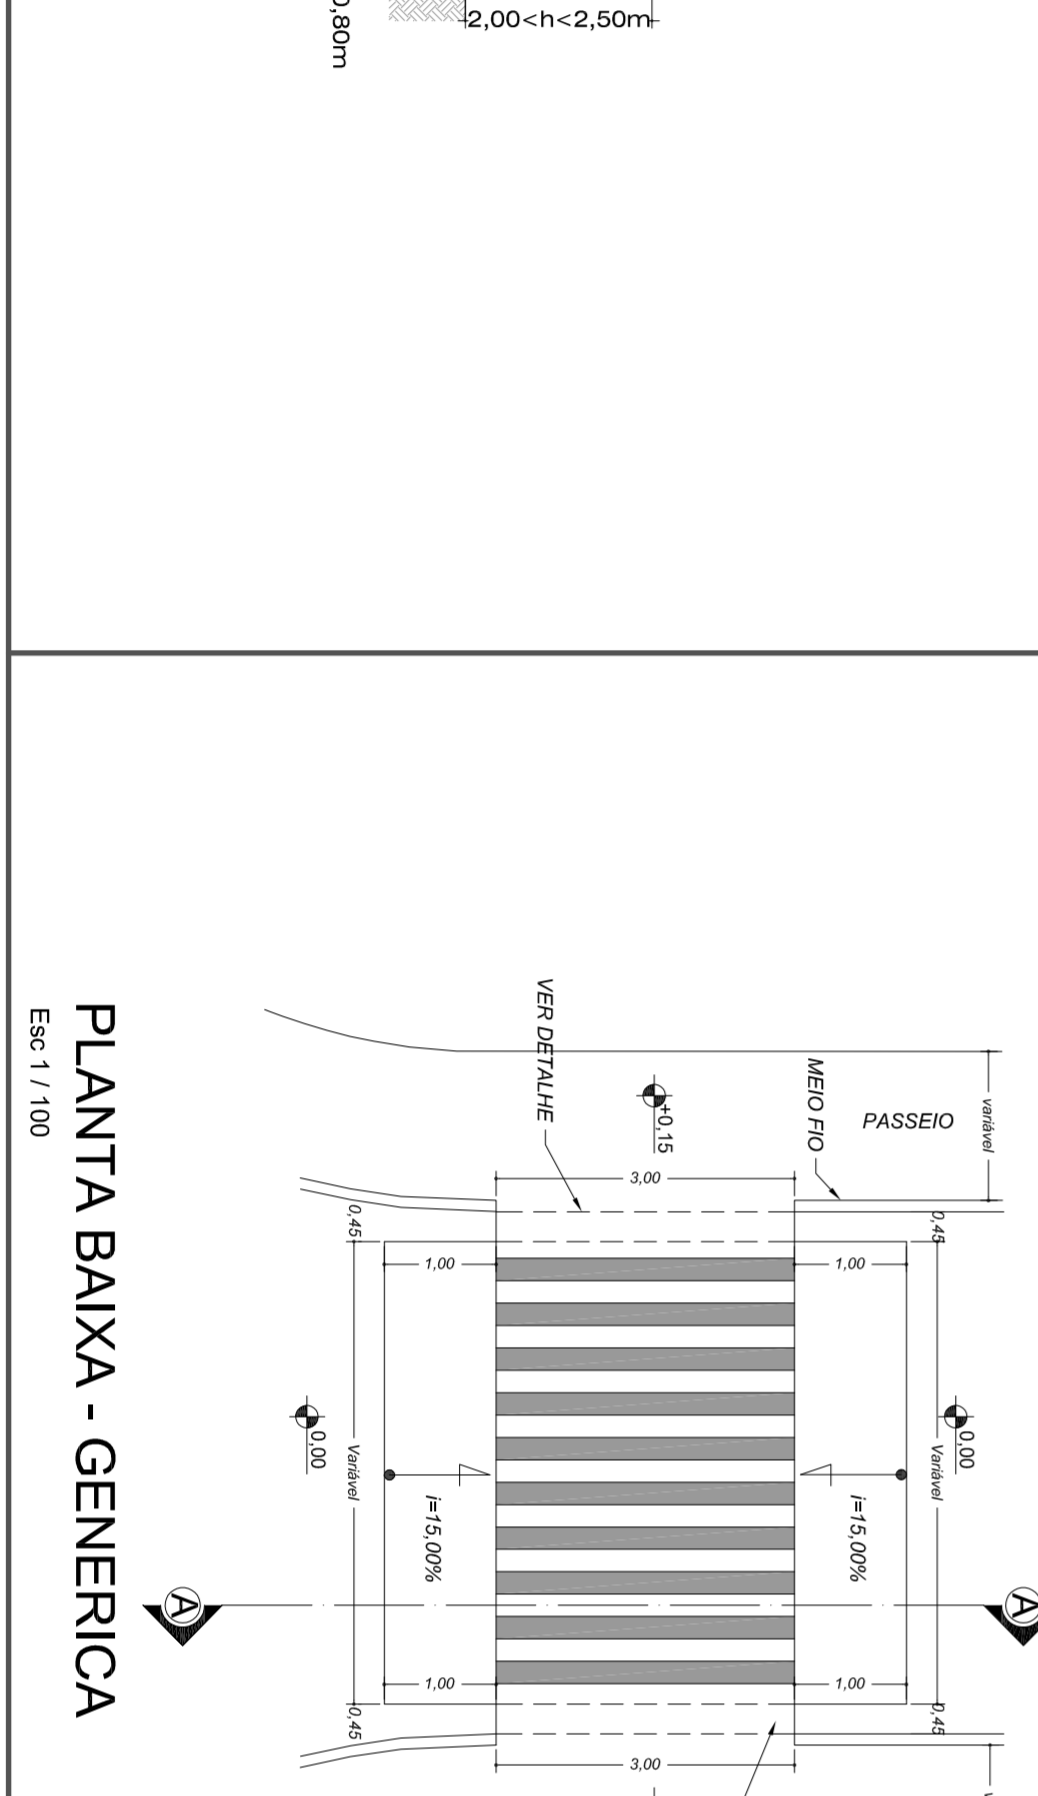 0,80m
2,00<h<2,50m
variável
PASSEIO
MEIO FIO
+0,15
VER DETALHE
3,00
0,45
0,45
1,00
1,00
0,00
Variável
i=15,00%
0,00
Variável
i=15,00%
A
A
1,00
1,00
0,45
0,45
3,00
PLANTA BAIXA - GENERICA
Esc 1 / 100